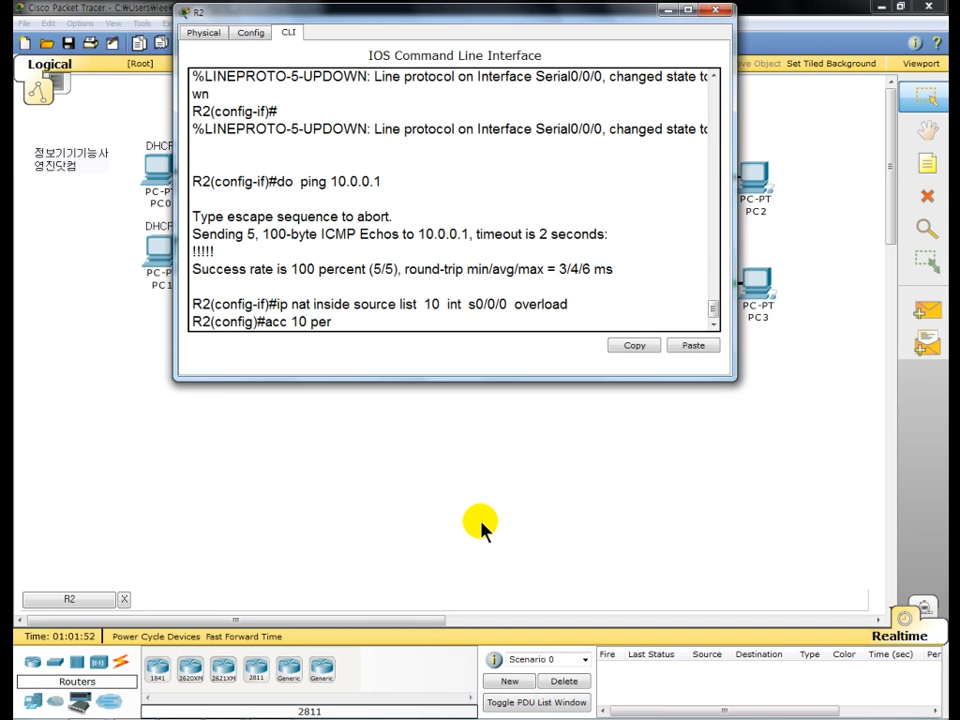 Cisco Packet Tracer - C:\Users\lee
R2
File Edit Options View Tools
Physical Config CLI
IOS Command Line Interface
Logical
[Root]
Move Object Set Tiled Background Viewport
%LINEPROTO-5-UPDOWN: Line protocol on Interface Serial0/0/0, changed state to
wn
R2(config-if)#
%LINEPROTO-5-UPDOWN: Line protocol on Interface Serial0/0/0, changed state to
R2(config-if)#do ping 10.0.0.1
Type escape sequence to abort.
Sending 5, 100-byte ICMP Echos to 10.0.0.1, timeout is 2 seconds:
!!!!!
Success rate is 100 percent (5/5), round-trip min/avg/max = 3/4/6 ms
R2(config-if)#ip nat inside source list 10 int s0/0/0 overload
R2(config)#acc 10 per
Copy Paste
정보기기기능사
영진닷컴
DHCP
PC-PT
PC0
DHCP
PC-PT
PC1
PC-PT
PC2
PC-PT
PC3
R2 X
Time: 01:01:52 Power Cycle Devices Fast Forward Time
Realtime
Routers
1841 2620XM 2621XM 2811 Generic Generic
2811
Scenario 0
New Delete
Toggle PDU List Window
Fire Last Status Source Destination Type Color Time (sec) Per